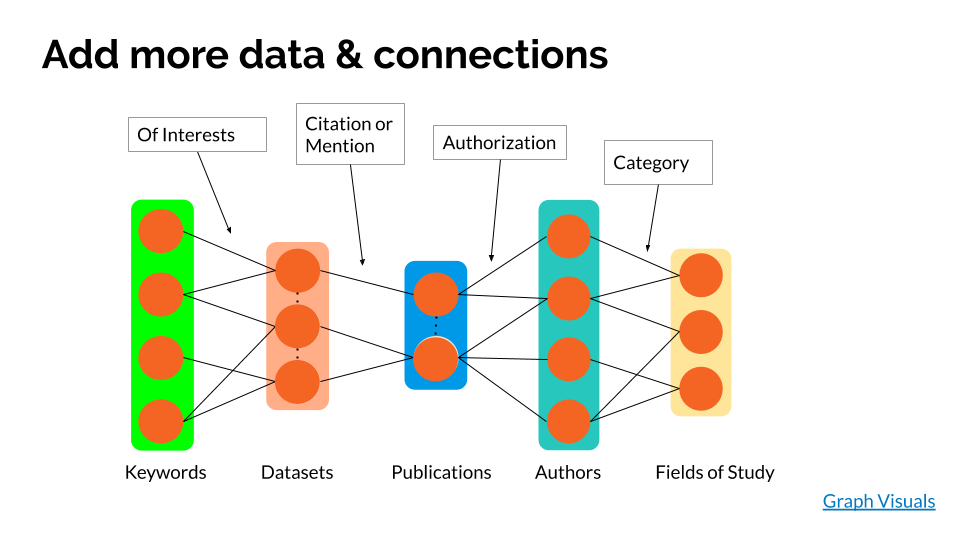 Add more data & connections
Of Interests
Citation or
Mention
Authorization
Category
Keywords
Datasets
Publications
Authors
Fields of Study
Graph Visuals